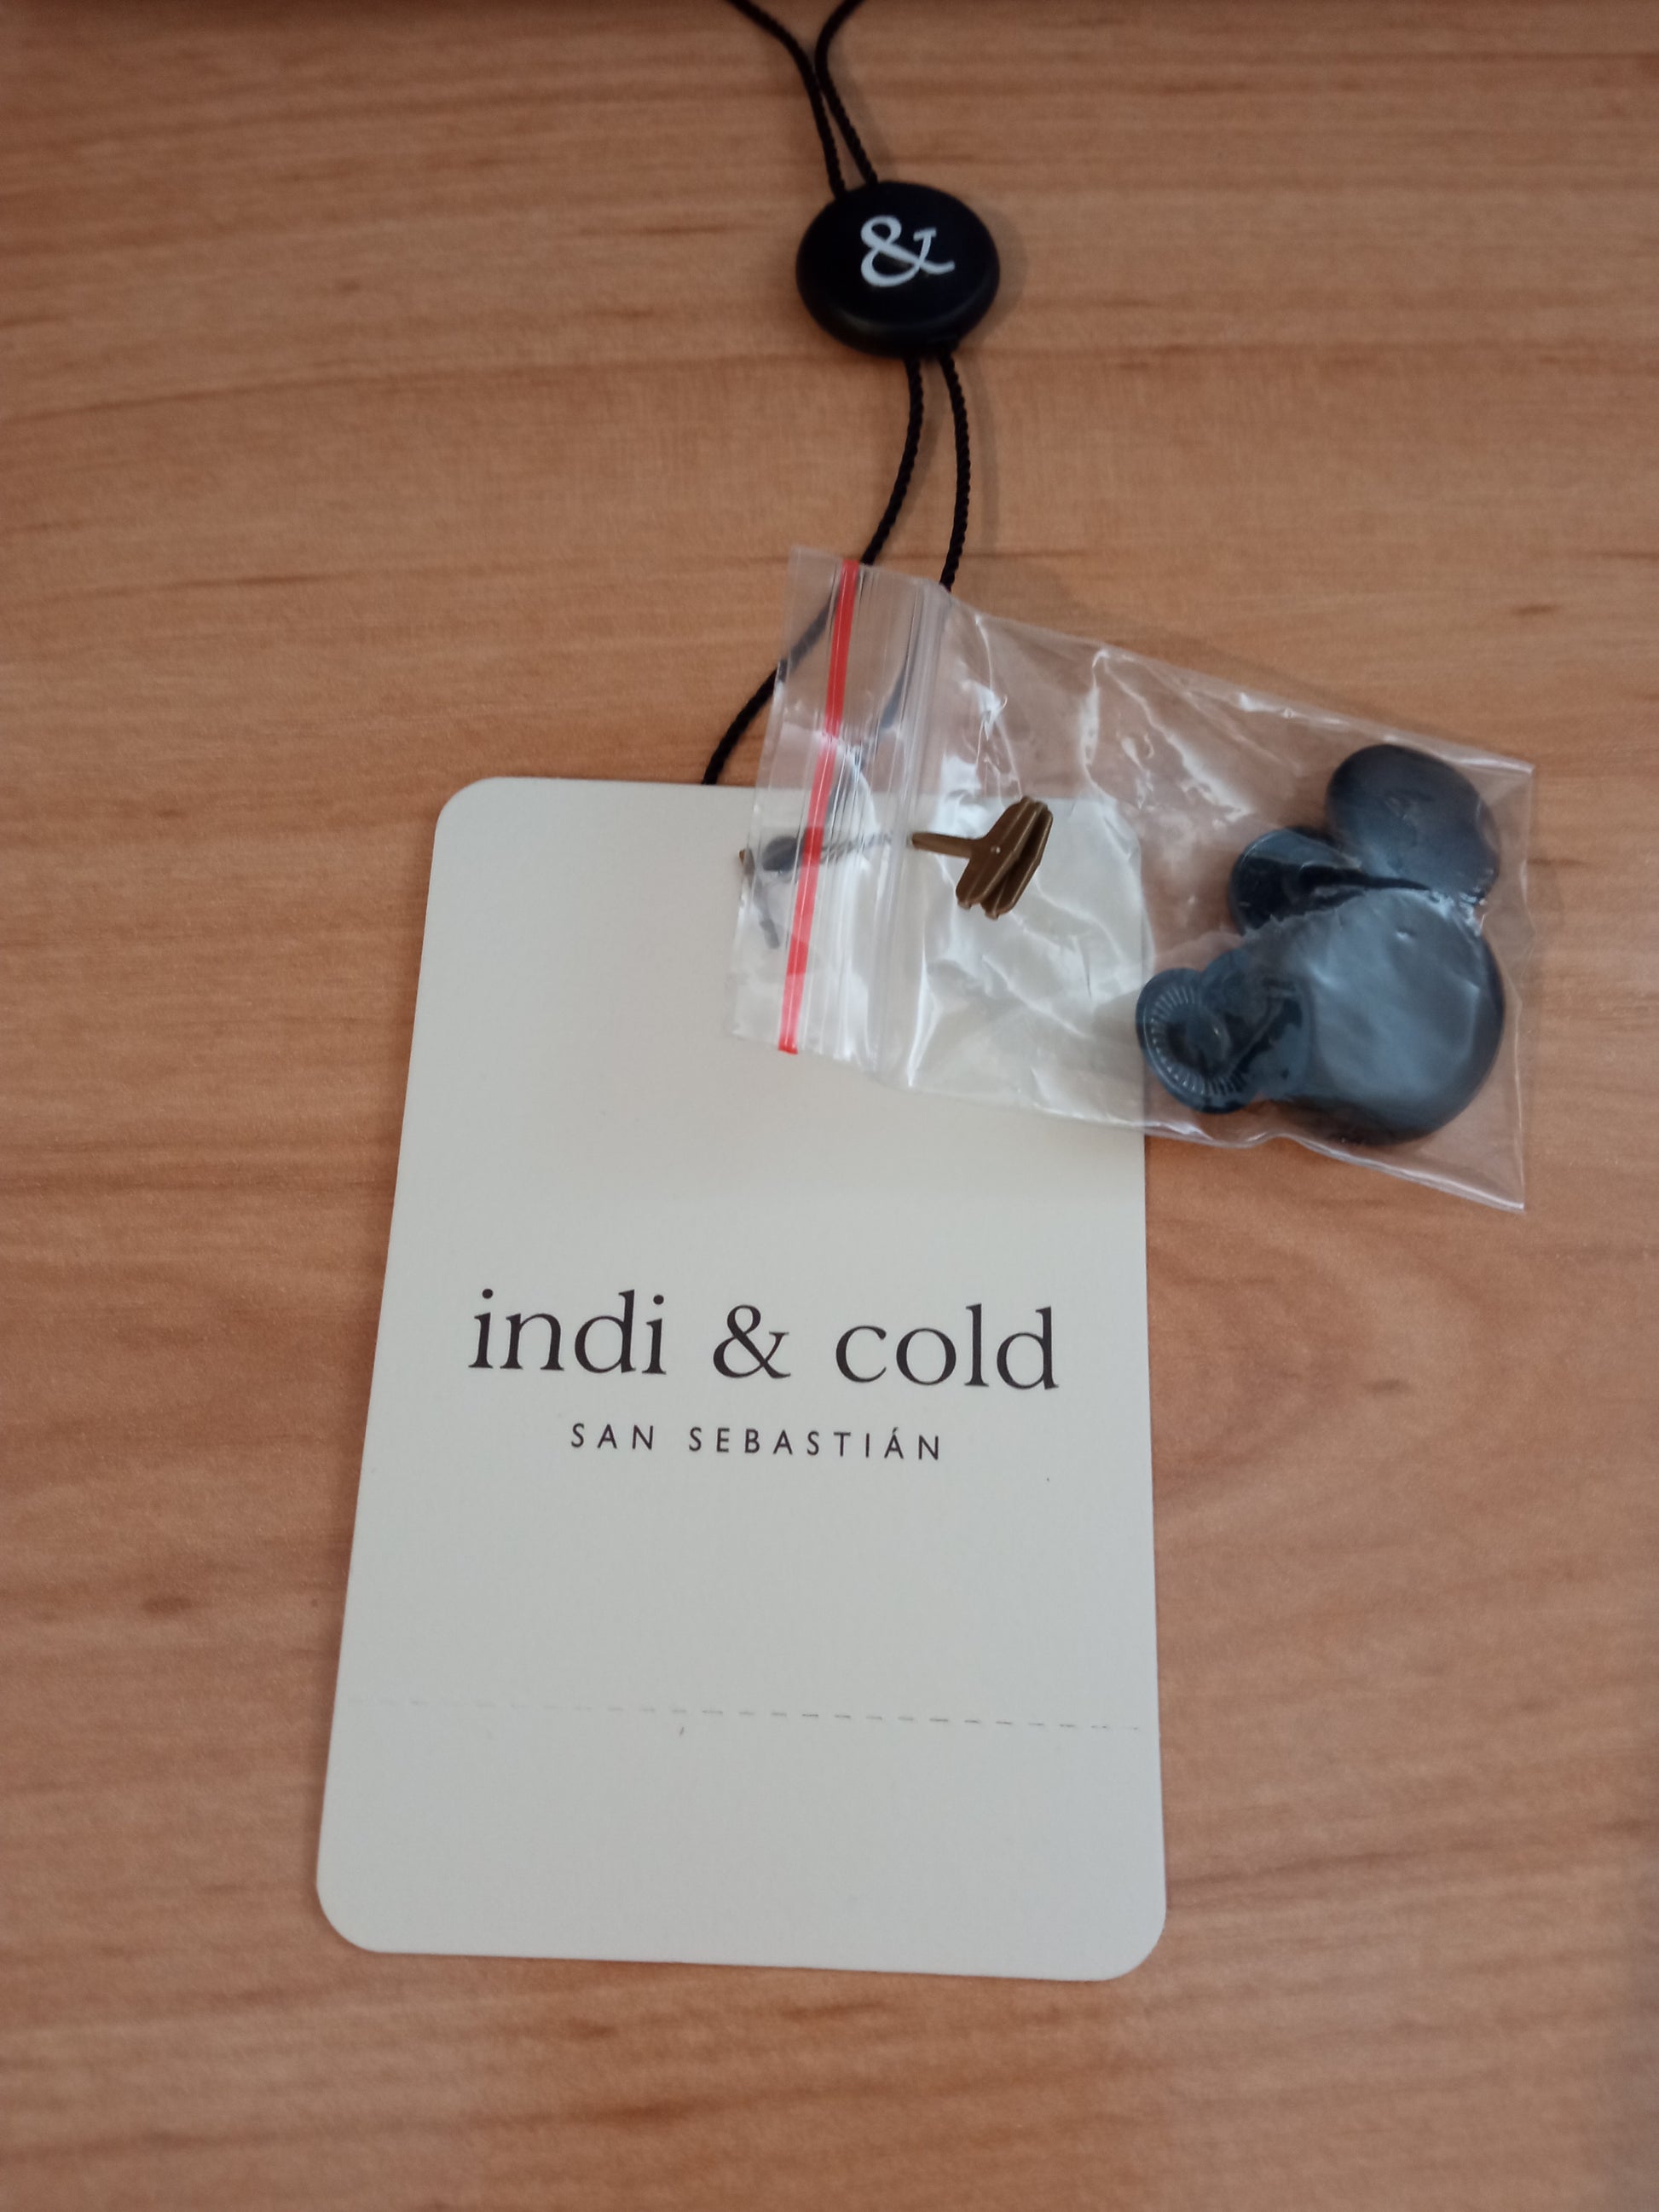 &
indi & cold
SAN SEBASTIÁN